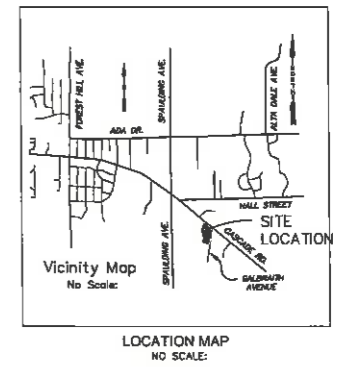 FOREST HILL AVE.
SPAULDING AVE.
ALTA DALE AVE.
ADA DR.
HALL STREET
SITE
LOCATION
CASCADE RD.
Vicinity Map
No Scale:
SPAULDING AVE.
GALBRAITH
AVENUE
LOCATION MAP
NO SCALE: